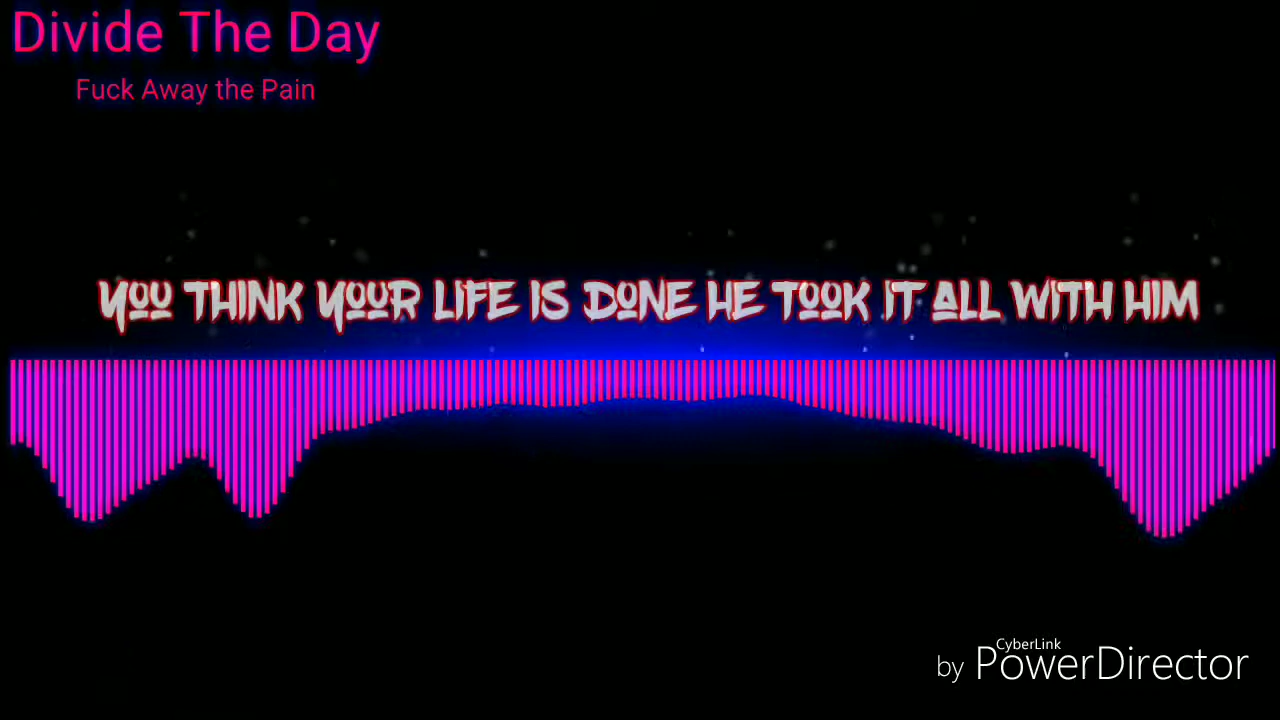 Divide The Day
Fuck Away the Pain
YOU THINK YOUR LIFE IS DONE HE TOOK IT ALL WITH HIM
CyberLink
by PowerDirector